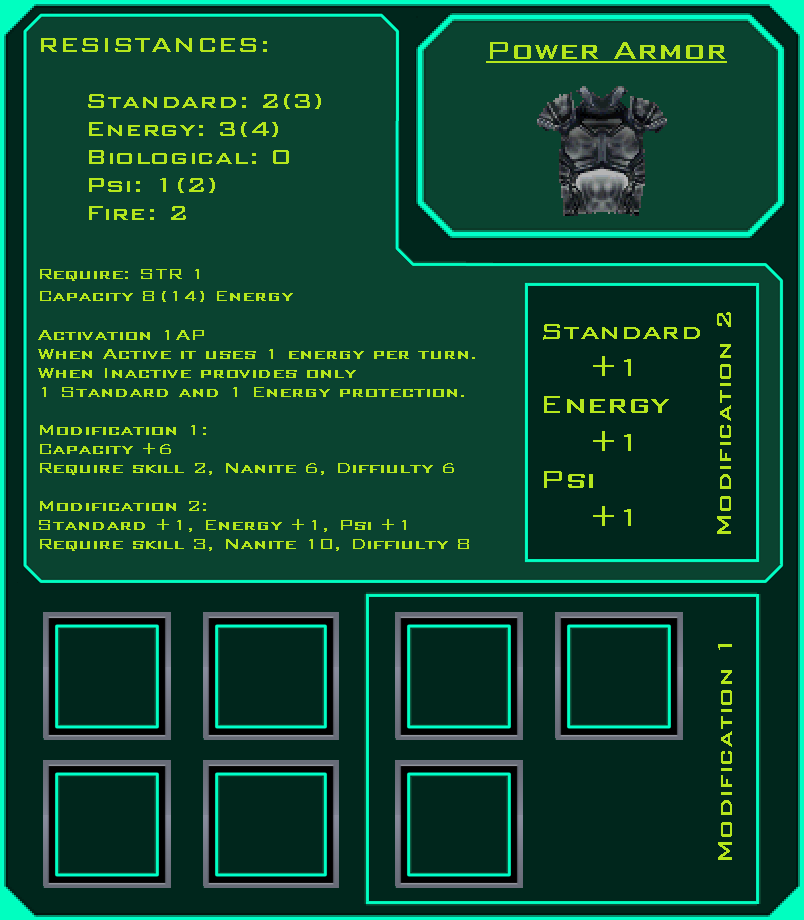 RESISTANCES:
STANDARD: 2(3)
ENERGY: 3(4)
BIOLOGICAL: 0
PSI: 1(2)
FIRE: 2
POWER ARMOR
REQUIRE: STR 1
CAPACITY 8(14) ENERGY
ACTIVATION 1AP
WHEN ACTIVE IT USES 1 ENERGY PER TURN.
WHEN INACTIVE PROVIDES ONLY
1 STANDARD AND 1 ENERGY PROTECTION.
MODIFICATION 1:
CAPACITY +6
REQUIRE SKILL 2, NANITE 6, DIFFIULTY 6
MODIFICATION 2:
STANDARD +1, ENERGY +1, PSI +1
REQUIRE SKILL 3, NANITE 10, DIFFIULTY 8
STANDARD
+1
ENERGY
+1
PSI
+1
MODIFICATION 2
MODIFICATION 1